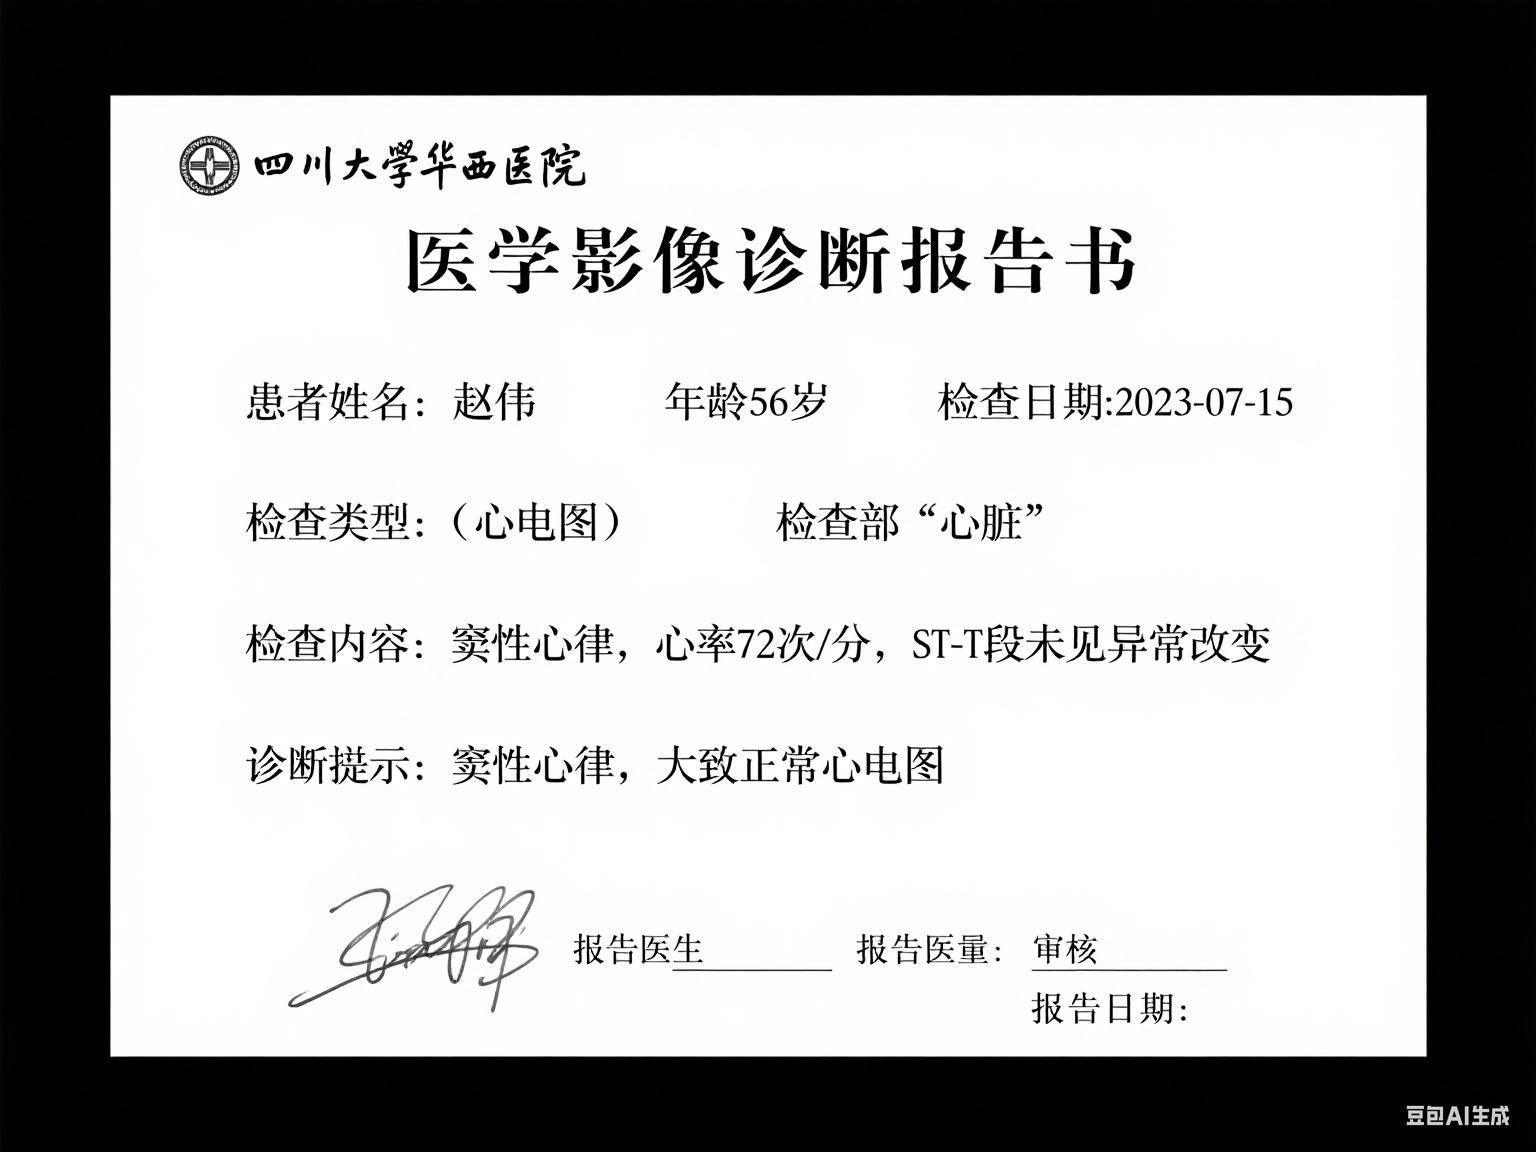 四川大学华西医院
医学影像诊断报告书
患者姓名：赵伟 年龄56岁 检查日期:2023-07-15
检查类型：（心电图） 检查部“心脏”
检查内容：窦性心律，心率72次/分，ST-T段未见异常改变
诊断提示：窦性心律，大致正常心电图
报告医生 报告医量： 审核
报告日期:
豆包AI生成